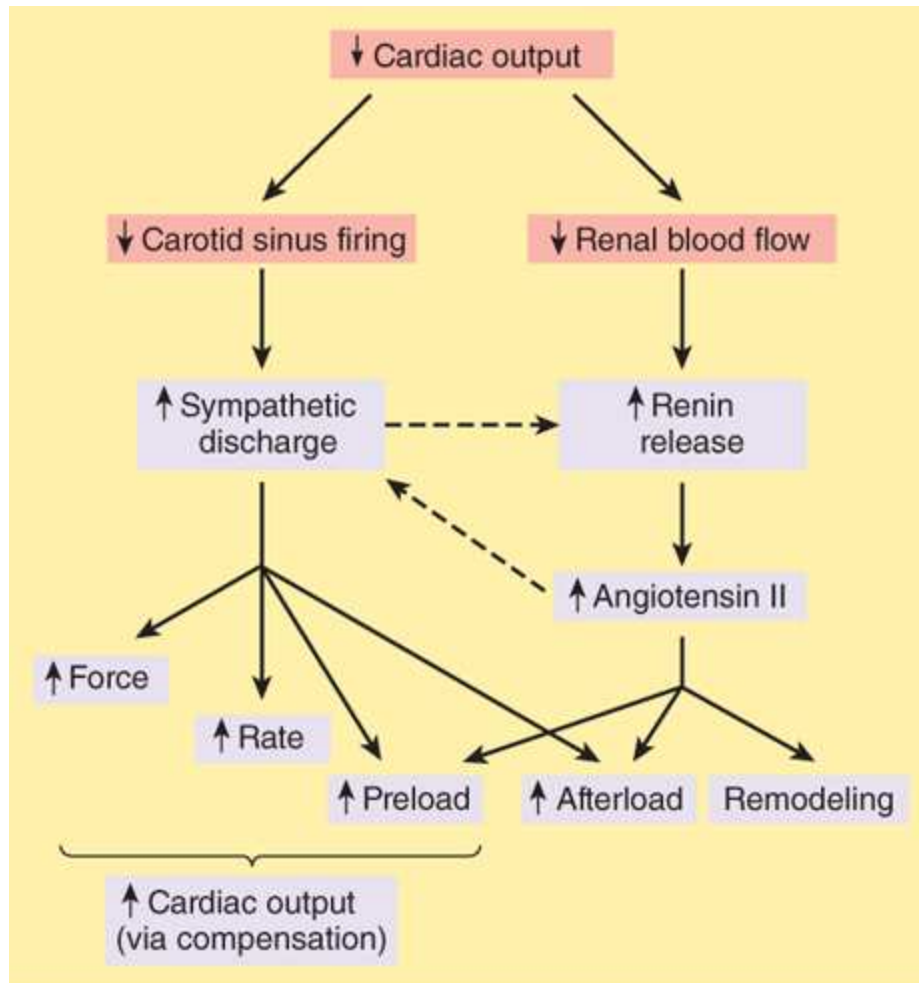 ↓ Cardiac output
↓ Carotid sinus firing
↓ Renal blood flow
↑ Sympathetic
discharge
↑ Renin
release
↑ Angiotensin II
↑ Force
↑ Rate
↑ Preload
↑ Afterload
Remodeling
↑ Cardiac output
(via compensation)